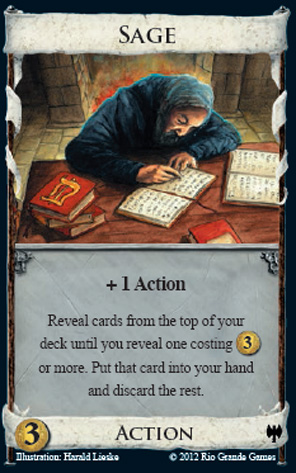 SAGE
+ 1 Action
Reveal cards from the top of your
deck until you reveal one costing 3
or more. Put that card into your hand
and discard the rest.
3 ACTION
Illustration: Harald Lieske © 2012 Rio Grande Games